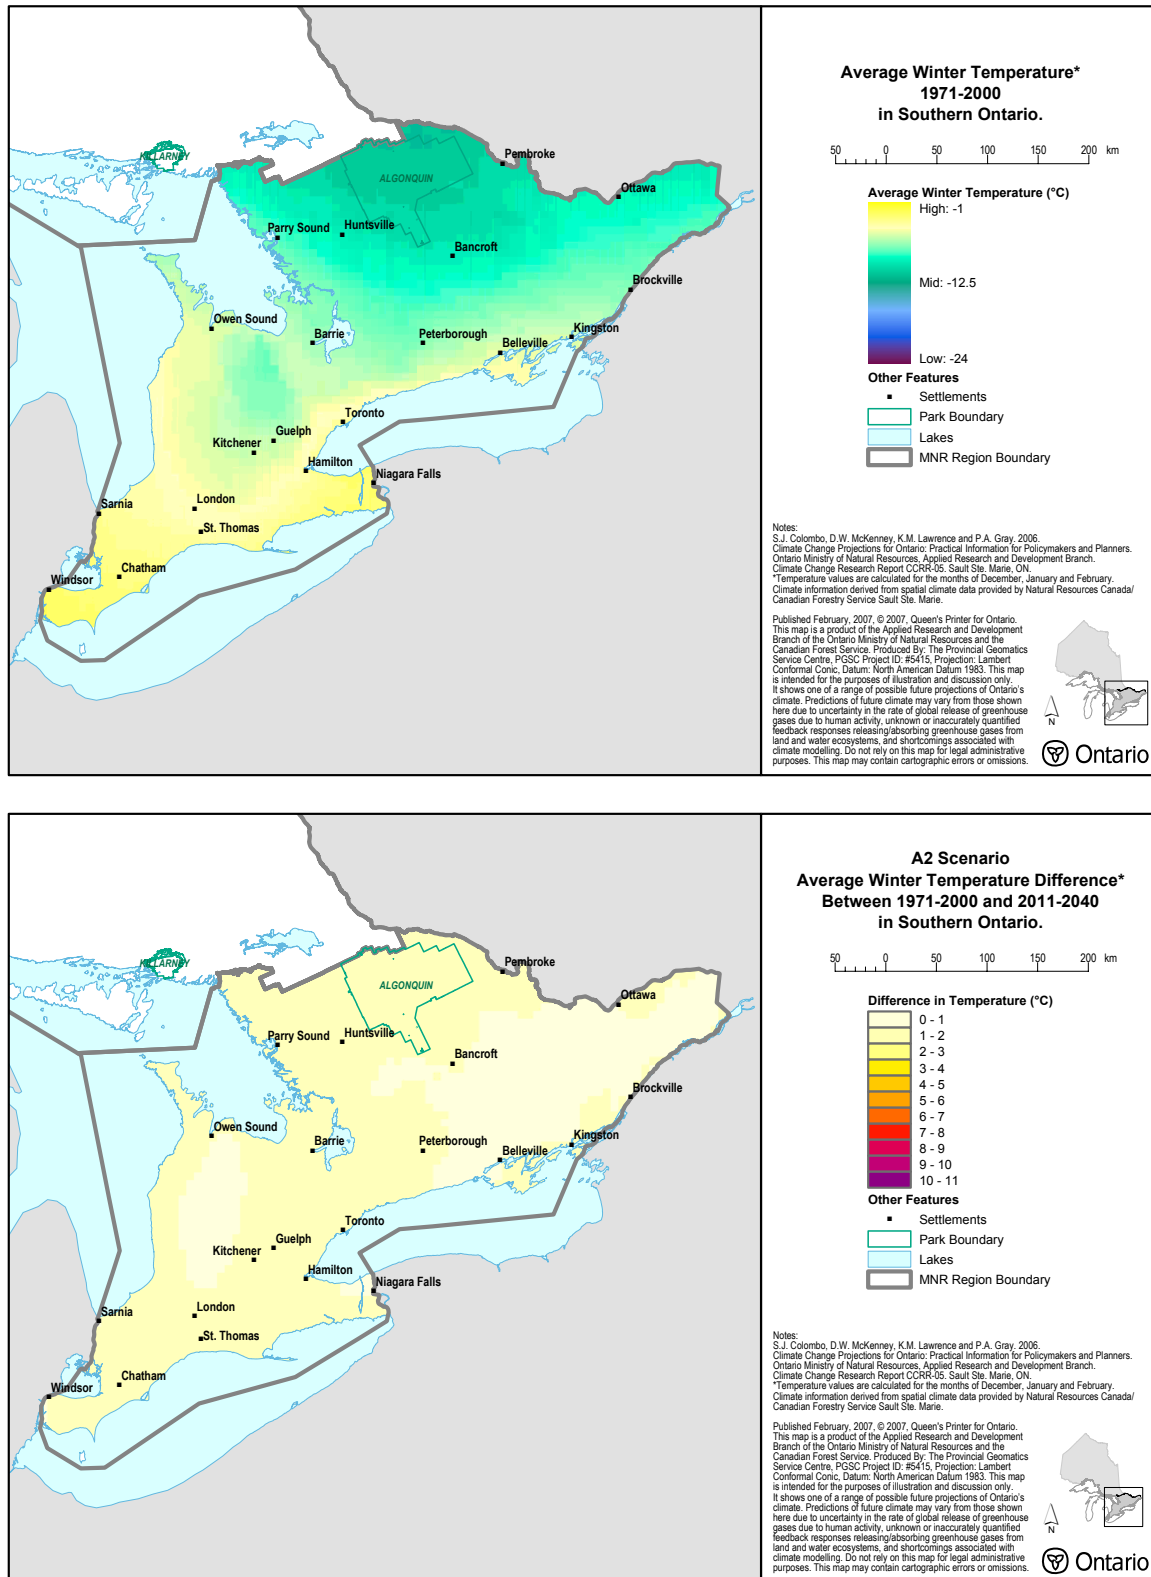 Average Winter Temperature*
1971-2000
in Southern Ontario.
50 0 50 100 150 200 km
Average Winter Temperature (°C)
High: -1
Mid: -12.5
Low: -24
Other Features
Settlements
Park Boundary
Lakes
MNR Region Boundary
KILLARNEY
ALGONQUIN
Pembroke
Ottawa
Parry Sound
Huntsville
Bancroft
Brockville
Owen Sound
Barrie
Peterborough
Kingston
Belleville
Toronto
Guelph
Kitchener
Hamilton
Niagara Falls
Sarnia
London
St. Thomas
Windsor
Chatham
Notes:
S.J. Colombo, D.W. McKenney, K.M. Lawrence and P.A. Gray. 2006.
Climate Change Projections for Ontario: Practical Information for Policymakers and Planners.
Ontario Ministry of Natural Resources, Applied Research and Development Branch.
Climate Change Research Report CCRR-05. Sault Ste. Marie, ON.
*Temperature values are calculated for the months of December, January and February.
Climate information derived from spatial climate data provided by Natural Resources Canada/
Canadian Forestry Service Sault Ste. Marie.
Published February, 2007, © 2007, Queen's Printer for Ontario.
This map is a product of the Applied Research and Development
Branch of the Ontario Ministry of Natural Resources and the
Canadian Forest Service. Produced By: The Provincial Geomatics
Service Centre, PGSC Project ID: #5415, Projection: Lambert
Conformal Conic, Datum: North American Datum 1983. This map
is intended for the purposes of illustration and discussion only.
It shows one of a range of possible future projections of Ontario's
climate. Predictions of future climate may vary from those shown
here due to uncertainty in the rate of global release of greenhouse
gases due to human activity, unknown or inaccurately quantified
feedback responses releasing/absorbing greenhouse gases from
land and water ecosystems, and shortcomings associated with
climate modelling. Do not rely on this map for legal administrative
purposes. This map may contain cartographic errors or omissions.
N
Ontario
A2 Scenario
Average Winter Temperature Difference*
Between 1971-2000 and 2011-2040
in Southern Ontario.
50 0 50 100 150 200 km
Difference in Temperature (°C)
0 - 1
1 - 2
2 - 3
3 - 4
4 - 5
5 - 6
6 - 7
7 - 8
8 - 9
9 - 10
10 - 11
Other Features
Settlements
Park Boundary
Lakes
MNR Region Boundary
KILLARNEY
ALGONQUIN
Pembroke
Ottawa
Parry Sound
Huntsville
Bancroft
Brockville
Owen Sound
Barrie
Peterborough
Kingston
Belleville
Toronto
Guelph
Kitchener
Hamilton
Niagara Falls
Sarnia
London
St. Thomas
Windsor
Chatham
Notes:
S.J. Colombo, D.W. McKenney, K.M. Lawrence and P.A. Gray. 2006.
Climate Change Projections for Ontario: Practical Information for Policymakers and Planners.
Ontario Ministry of Natural Resources, Applied Research and Development Branch.
Climate Change Research Report CCRR-05. Sault Ste. Marie, ON.
*Temperature values are calculated for the months of December, January and February.
Climate information derived from spatial climate data provided by Natural Resources Canada/
Canadian Forestry Service Sault Ste. Marie.
Published February, 2007, © 2007, Queen's Printer for Ontario.
This map is a product of the Applied Research and Development
Branch of the Ontario Ministry of Natural Resources and the
Canadian Forest Service. Produced By: The Provincial Geomatics
Service Centre, PGSC Project ID: #5415, Projection: Lambert
Conformal Conic, Datum: North American Datum 1983. This map
is intended for the purposes of illustration and discussion only.
It shows one of a range of possible future projections of Ontario's
climate. Predictions of future climate may vary from those shown
here due to uncertainty in the rate of global release of greenhouse
gases due to human activity, unknown or inaccurately quantified
feedback responses releasing/absorbing greenhouse gases from
land and water ecosystems, and shortcomings associated with
climate modelling. Do not rely on this map for legal administrative
purposes. This map may contain cartographic errors or omissions.
N
Ontario